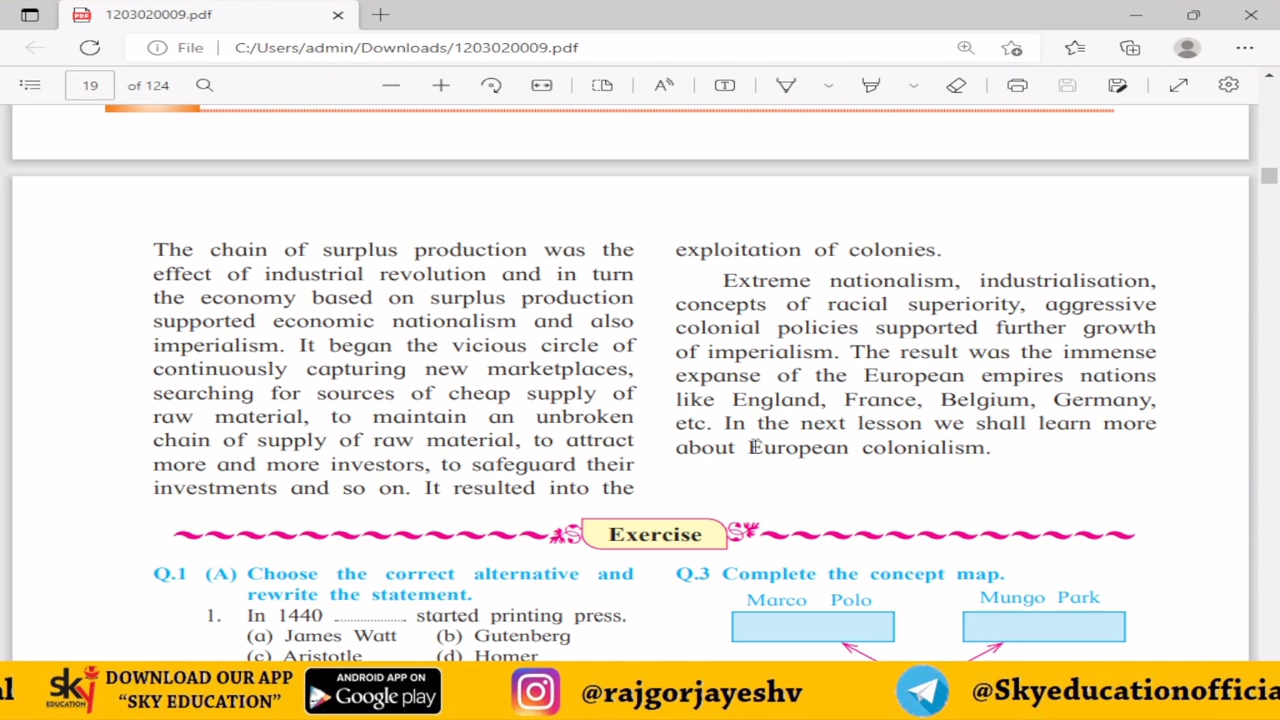 1203020009.pdf
File
C:/Users/admin/Downloads/1203020009.pdf
19
of 124
The chain of surplus production was the
effect of industrial revolution and in turn
the economy based on surplus production
supported economic nationalism and also
imperialism. It began the vicious circle of
continuously capturing new marketplaces,
searching for sources of cheap supply of
raw material, to maintain an unbroken
chain of supply of raw material, to attract
more and more investors, to safeguard their
investments and so on. It resulted into the
exploitation of colonies.
Extreme nationalism, industrialisation,
concepts of racial superiority, aggressive
colonial policies supported further growth
of imperialism. The result was the immense
expanse of the European empires nations
like England, France, Belgium, Germany,
etc. In the next lesson we shall learn more
about European colonialism.
Exercise
Q.1 (A) Choose the correct alternative and
rewrite the statement.
1. In 1440 .................. started printing press.
(a) James Watt (b) Gutenberg
(c) Aristotle (d) Homer
Q.3 Complete the concept map.
Marco Polo
Mungo Park
sky
EDUCATION
DOWNLOAD OUR APP
“SKY EDUCATION”
ANDROID APP ON
Google play
@rajgorjayeshv
@Skyeducationofficia